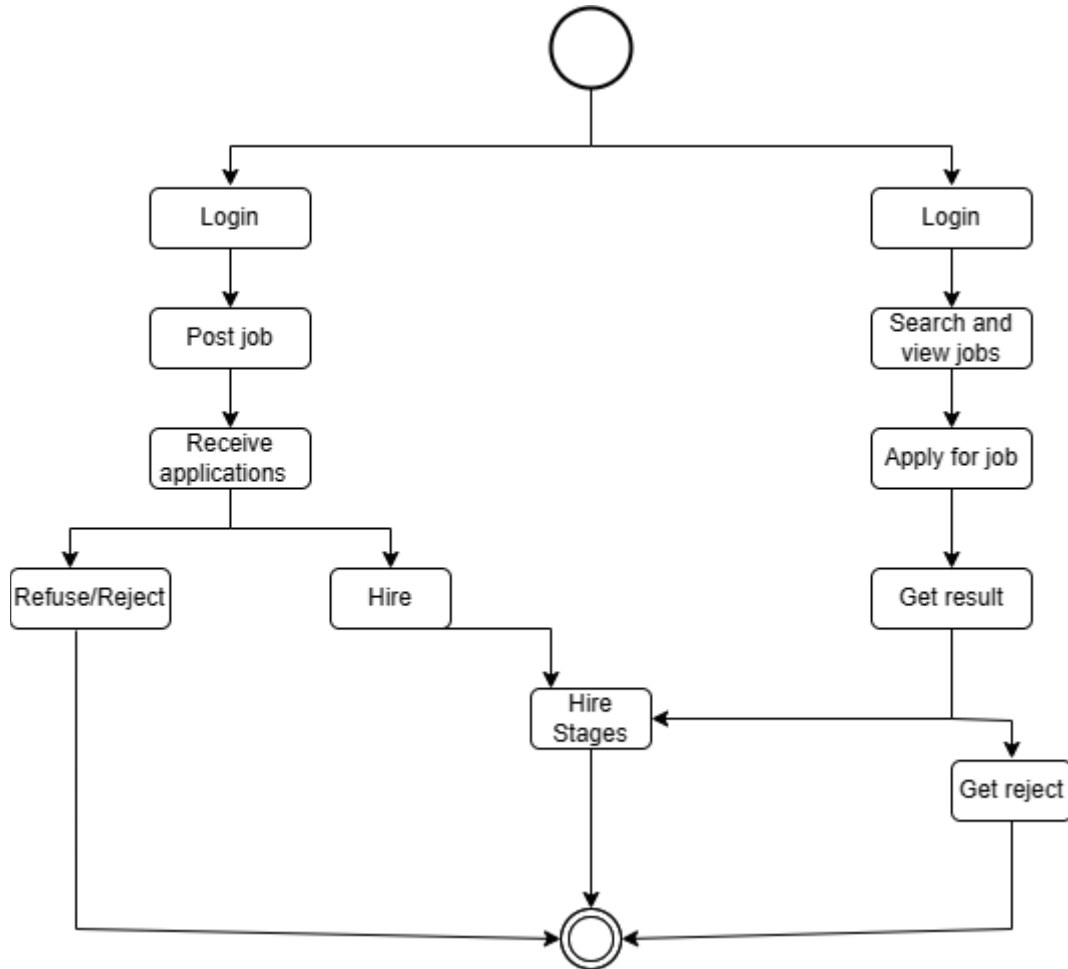 Login
Login
Post job
Search and
view jobs
Receive
applications
Apply for job
Refuse/Reject
Hire
Get result
Hire
Stages
Get reject